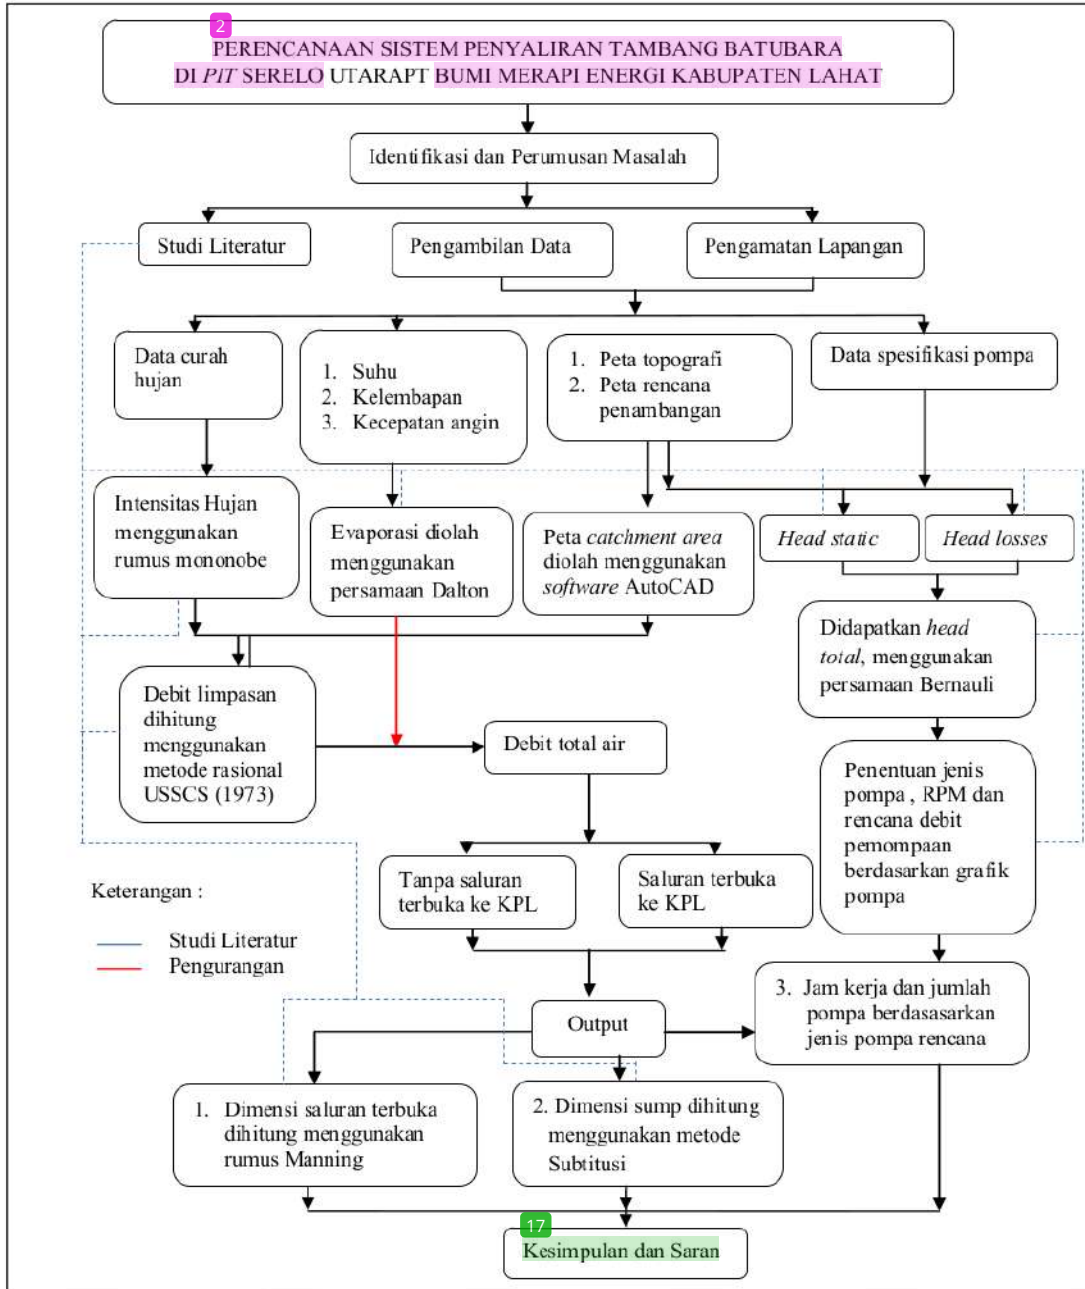 2
PERENCANAAN SISTEM PENYALIRAN TAMBANG BATUBARA
DI PIT SERELO UTARAPT BUMI MERAPI ENERGI KABUPATEN LAHAT
Identifikasi dan Perumusan Masalah
Studi Literatur
Pengambilan Data
Pengamatan Lapangan
Data curah
hujan
1. Suhu
2. Kelembapan
3. Kecepatan angin
1. Peta topografi
2. Peta rencana
penambangan
Data spesifikasi pompa
Intensitas Hujan
menggunakan
rumus mononobe
Evaporasi diolah
menggunakan
persamaan Dalton
Peta catchment area
diolah menggunakan
software AutoCAD
Head static
Head losses
Didapatkan head
total, menggunakan
persamaan Bernauli
Debit limpasan
dihitung
menggunakan
metode rasional
USSCS (1973)
Debit total air
Penentuan jenis
pompa , RPM dan
rencana debit
pemompaan
berdasarkan grafik
pompa
Tanpa saluran
terbuka ke KPL
Saluran terbuka
ke KPL
Keterangan :
Studi Literatur
Pengurangan
Output
3. Jam kerja dan jumlah
pompa berdasasarkan
jenis pompa rencana
1. Dimensi saluran terbuka
dihitung menggunakan
rumus Manning
2. Dimensi sump dihitung
menggunakan metode
Subtitusi
17
Kesimpulan dan Saran